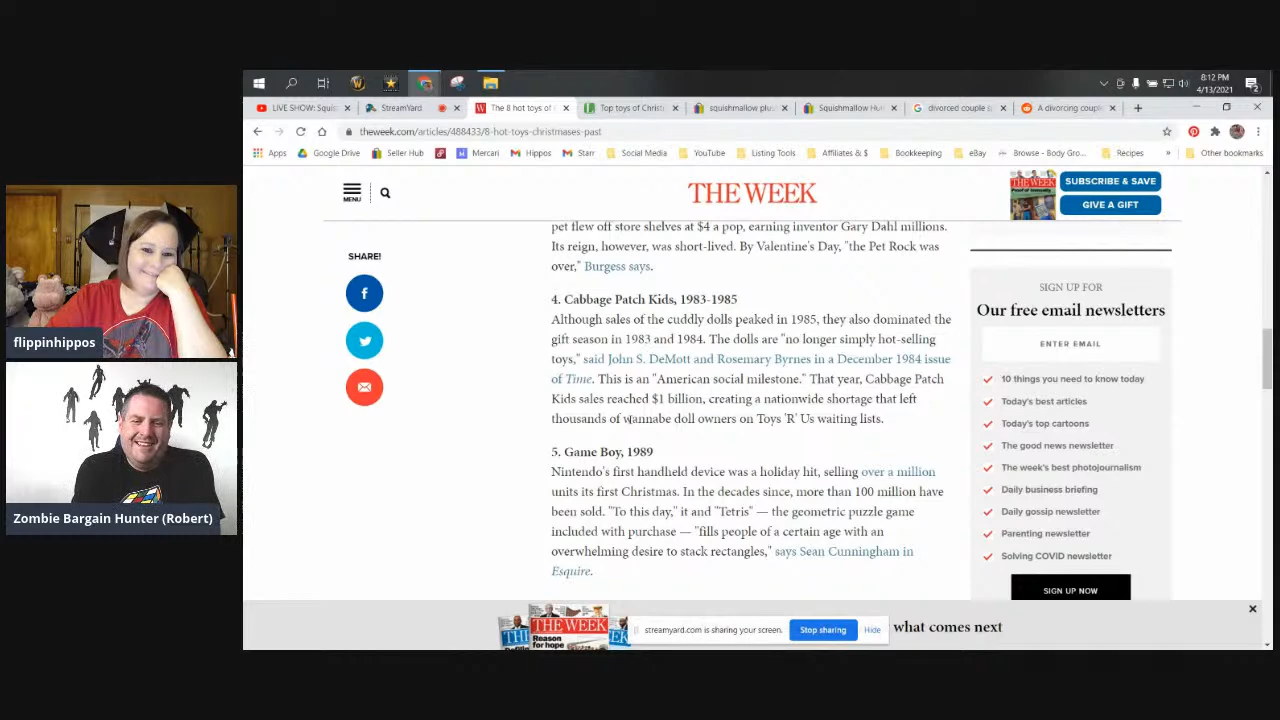 8:12 PM
4/13/2021
LIVE SHOW: Squis
StreamYard
The 8 hot toys of
Top toys of Christ
squishmallow plus
Squishmallow Hu
divorced couple s
A divorcing couple
theweek.com/articles/488433/8-hot-toys-christmases-past
Apps
Google Drive
Seller Hub
Mercari
Hippos
Starr
Social Media
YouTube
Listing Tools
Affiliates & $
Bookkeeping
eBay
Browse - Body Gro...
Recipes
»
Other bookmarks
MENU
THE WEEK
SUBSCRIBE & SAVE
GIVE A GIFT
pet flew off store shelves at $4 a pop, earning inventor Gary Dahl millions.
Its reign, however, was short-lived. By Valentine's Day, "the Pet Rock was
over," Burgess says.
SHARE!
4. Cabbage Patch Kids, 1983-1985
Although sales of the cuddly dolls peaked in 1985, they also dominated the
gift season in 1983 and 1984. The dolls are "no longer simply hot-selling
toys," said John S. DeMott and Rosemary Byrnes in a December 1984 issue
of Time. This is an "American social milestone." That year, Cabbage Patch
Kids sales reached $1 billion, creating a nationwide shortage that left
thousands of wannabe doll owners on Toys 'R' Us waiting lists.
5. Game Boy, 1989
Nintendo's first handheld device was a holiday hit, selling over a million
units its first Christmas. In the decades since, more than 100 million have
been sold. "To this day," it and "Tetris" — the geometric puzzle game
included with purchase — "fills people of a certain age with an
overwhelming desire to stack rectangles," says Sean Cunningham in
Esquire.
SIGN UP FOR
Our free email newsletters
ENTER EMAIL
10 things you need to know today
Today's best articles
Today's top cartoons
The good news newsletter
The week's best photojournalism
Daily business briefing
Daily gossip newsletter
Parenting newsletter
Solving COVID newsletter
SIGN UP NOW
THE WEEK
Reason
for hope
streamyard.com is sharing your screen.
Stop sharing
Hide
what comes next
flippinhippos
Zombie Bargain Hunter (Robert)